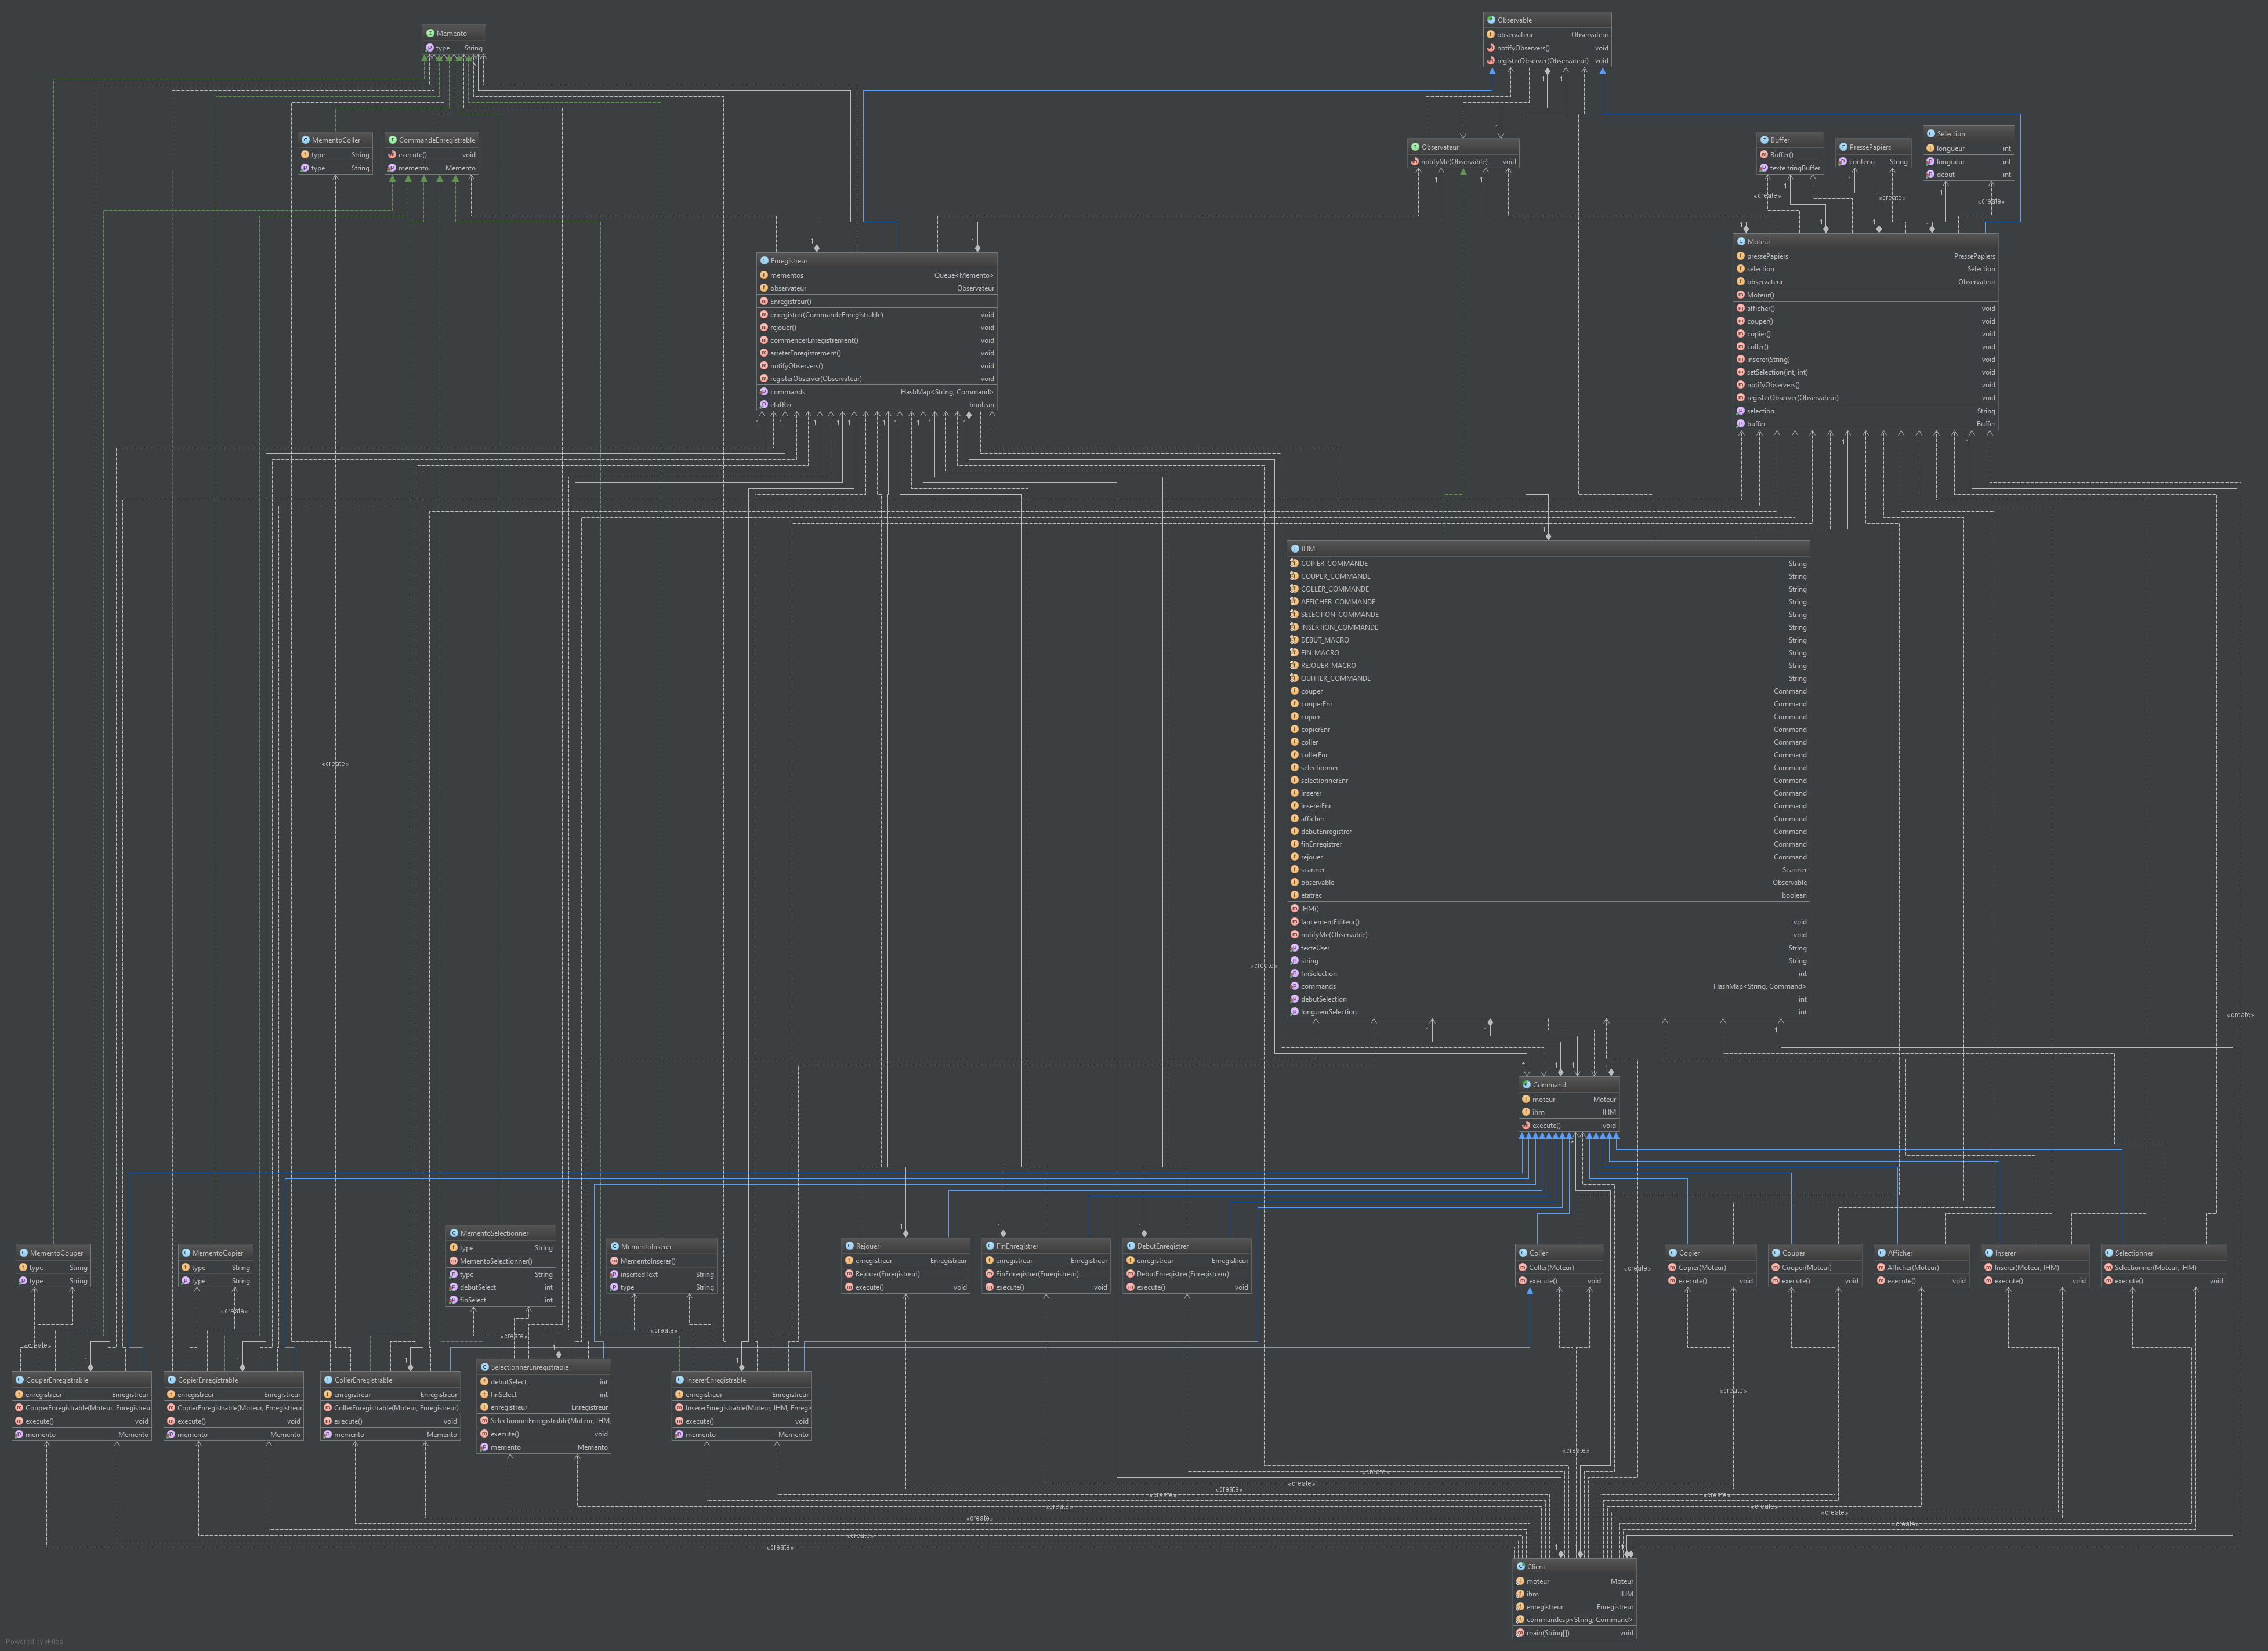 Memento
type String
Observable
observateur Observateur
notifyObservers() void
registerObserver(Observateur) void
MementoColler
type String
type String
CommandeEnregistrable
execute() void
memento Memento
Observateur
notifyMe(Observable) void
Buffer
Buffer()
texte tringBuffer
PressePapiers
contenu String
Selection
longueur int
longueur int
debut int
«create»
«create»
«create»
Enregistreur
mementos Queue<Memento>
observateur Observateur
Enregistreur()
enregistrer(CommandeEnregistrable) void
rejouer() void
commencerEnregistrement() void
arreterEnregistrement() void
notifyObservers() void
registerObserver(Observateur) void
commands HashMap<String, Command>
etatRec boolean
Moteur
pressePapiers PressePapiers
selection Selection
observateur Observateur
Moteur()
afficher() void
couper() void
copier() void
coller() void
inserer(String) void
setSelection(int, int) void
notifyObservers() void
registerObserver(Observateur) void
selection String
buffer Buffer
IHM
COPIER_COMMANDE String
COUPER_COMMANDE String
COLLER_COMMANDE String
AFFICHER_COMMANDE String
SELECTION_COMMANDE String
INSERTION_COMMANDE String
DEBUT_MACRO String
FIN_MACRO String
REJOUER_MACRO String
QUITTER_COMMANDE String
couper Command
couperEnr Command
copier Command
copierEnr Command
coller Command
collerEnr Command
selectionner Command
selectionnerEnr Command
inserer Command
insererEnr Command
afficher Command
debutEnregistrer Command
finEnregistrer Command
rejouer Command
scanner Scanner
observable Observable
etatrec boolean
IHM()
lancementEditeur() void
notifyMe(Observable) void
texteUser String
string String
finSelection int
commands HashMap<String, Command>
debutSelection int
longueurSelection int
«create»
«create»
«create»
Command
moteur Moteur
ihm IHM
execute() void
MementoCouper
type String
type String
MementoCopier
type String
type String
MementoSelectionner
type String
MementoSelectionner()
type String
debutSelect int
finSelect int
MementoInserer
MementoInserer()
insertedText String
type String
Rejouer
enregistreur Enregistreur
Rejouer(Enregistreur)
execute() void
FinEnregistrer
enregistreur Enregistreur
FinEnregistrer(Enregistreur)
execute() void
DebutEnregistrer
enregistreur Enregistreur
DebutEnregistrer(Enregistreur)
execute() void
Coller
Coller(Moteur)
execute() void
Copier
Copier(Moteur)
execute() void
Couper
Couper(Moteur)
execute() void
Afficher
Afficher(Moteur)
execute() void
Inserer
Inserer(Moteur, IHM)
execute() void
Selectionner
Selectionner(Moteur, IHM)
execute() void
«create»
«create»
«create»
«create»
«create»
CouperEnregistrable
enregistreur Enregistreur
CouperEnregistrable(Moteur, Enregistreur
execute() void
memento Memento
CopierEnregistrable
enregistreur Enregistreur
CopierEnregistrable(Moteur, Enregistreur)
execute() void
memento Memento
CollerEnregistrable
enregistreur Enregistreur
CollerEnregistrable(Moteur, Enregistreur)
execute() void
memento Memento
SelectionnerEnregistrable
debutSelect int
finSelect int
enregistreur Enregistreur
SelectionnerEnregistrable(Moteur, IHM,
execute() void
memento Memento
InsererEnregistrable
enregistreur Enregistreur
InsererEnregistrable(Moteur, IHM, Enregis
execute() void
memento Memento
«create»
«create»
«create»
«create»
«create»
«create»
«create»
«create»
«create»
«create»
«create»
«create»
«create»
«create»
Client
moteur Moteur
ihm IHM
enregistreur Enregistreur
commandes p<String, Command>
main(String[]) void
Powered by yFiles